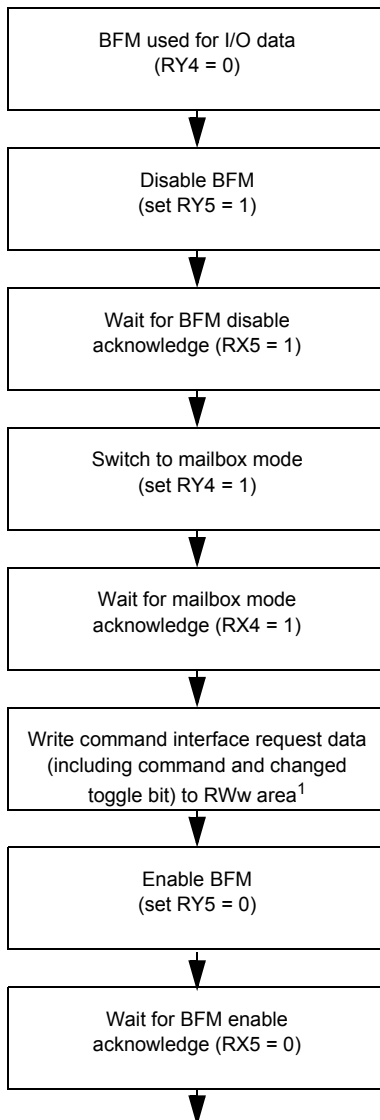 BFM used for I/O data
(RY4 = 0)
Disable BFM
(set RY5 = 1)
Wait for BFM disable
acknowledge (RX5 = 1)
Switch to mailbox mode
(set RY4 = 1)
Wait for mailbox mode
acknowledge (RX4 = 1)
Write command interface request data
(including command and changed
toggle bit) to RWw area1
Enable BFM
(set RY5 = 0)
Wait for BFM enable
acknowledge (RX5 = 0)